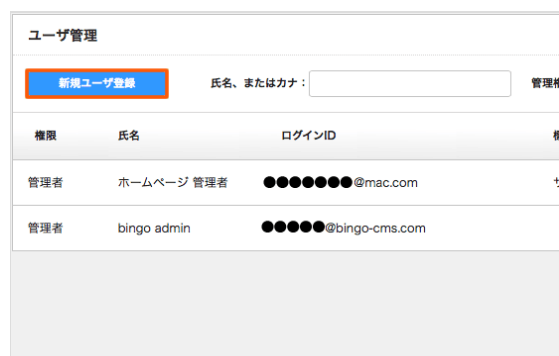 ユーザ管理
新規ユーザ登録 氏名、またはカナ： 管理
権限 氏名 ログインID
管理者 ホームページ 管理者 ●●●●●●●@mac.com
管理者 bingo admin ●●●●●@bingo-cms.com